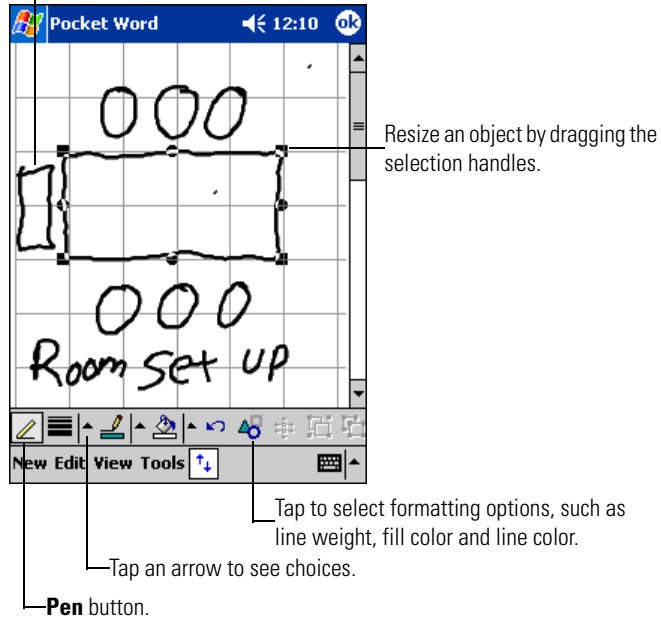 Pocket Word 12:10 ok
Resize an object by dragging the
selection handles.
000
000
Room set up
New Edit View Tools
Tap to select formatting options, such as
line weight, fill color and line color.
Tap an arrow to see choices.
Pen button.